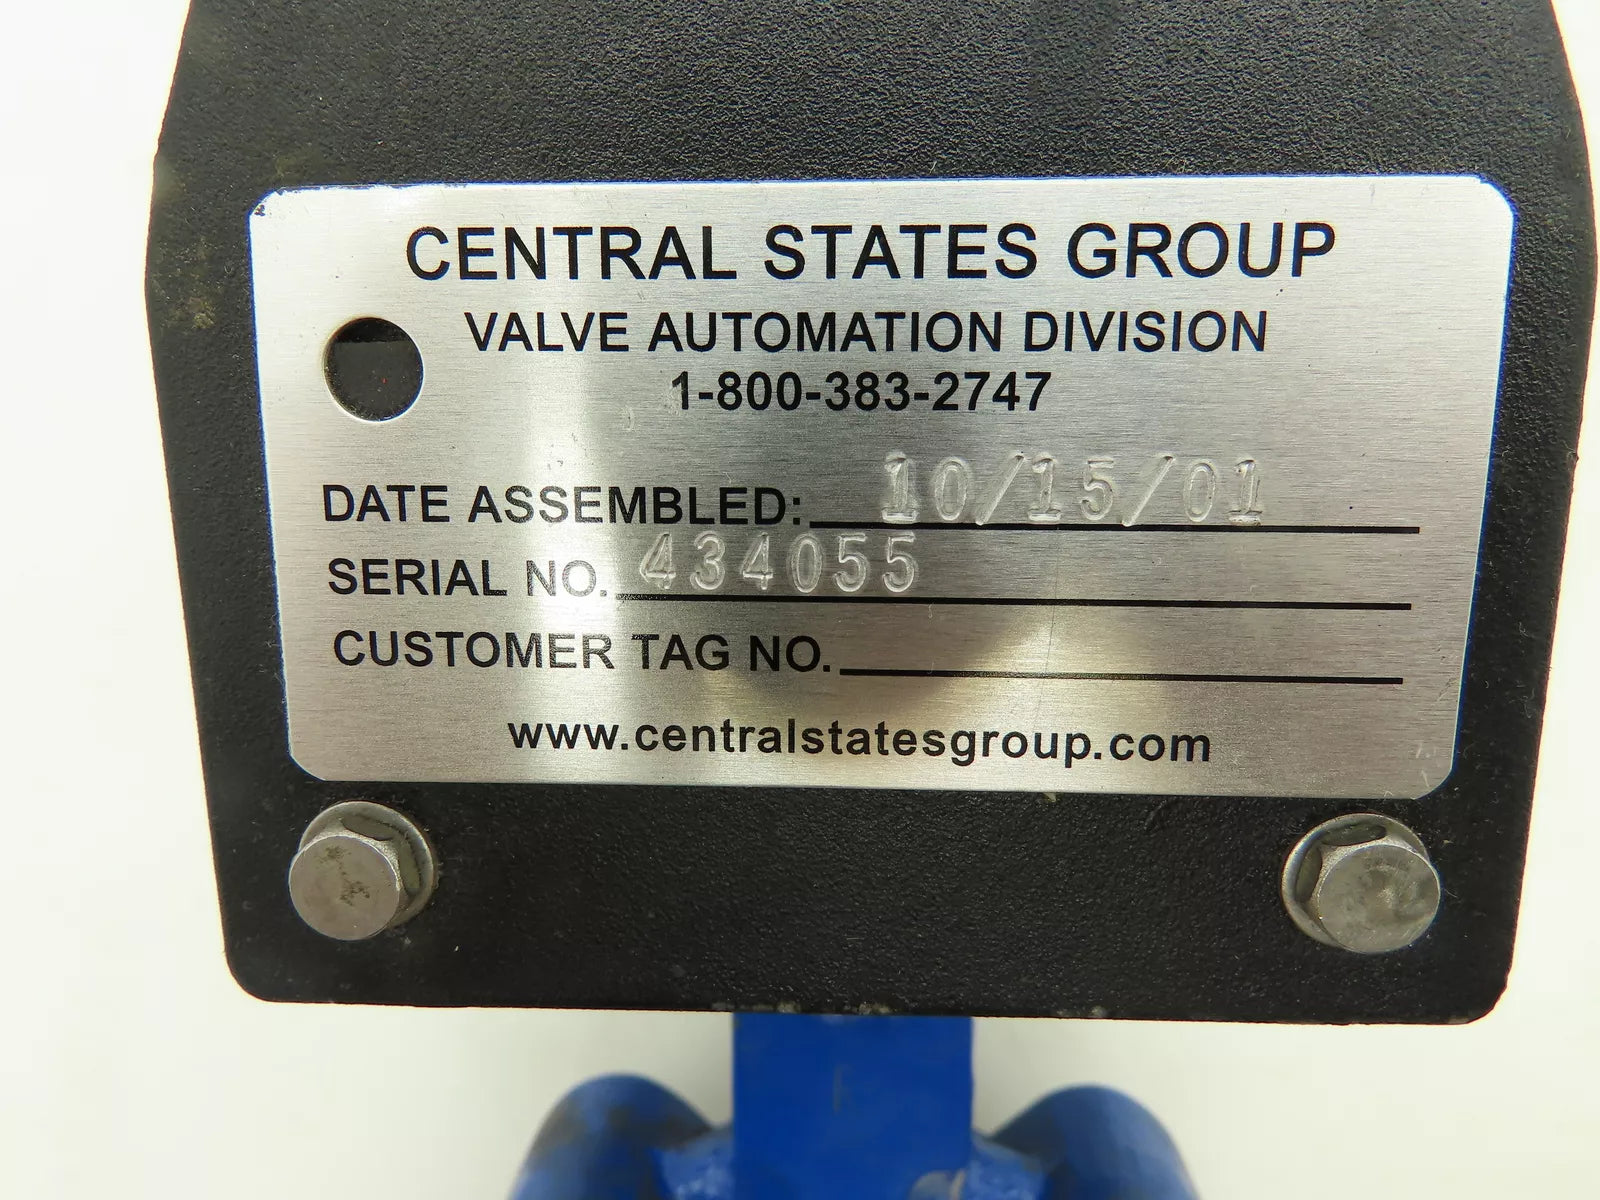 CENTRAL STATES GROUP
VALVE AUTOMATION DIVISION
1-800-383-2747
DATE ASSEMBLED: 10/15/01
SERIAL NO. 434055
CUSTOMER TAG NO.
www.centralstatesgroup.com